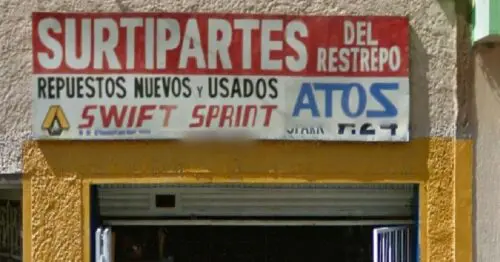 SURTIPARTES DEL RESTREPO
REPUESTOS NUEVOS Y USADOS
SWIFT SPRINT ATOS